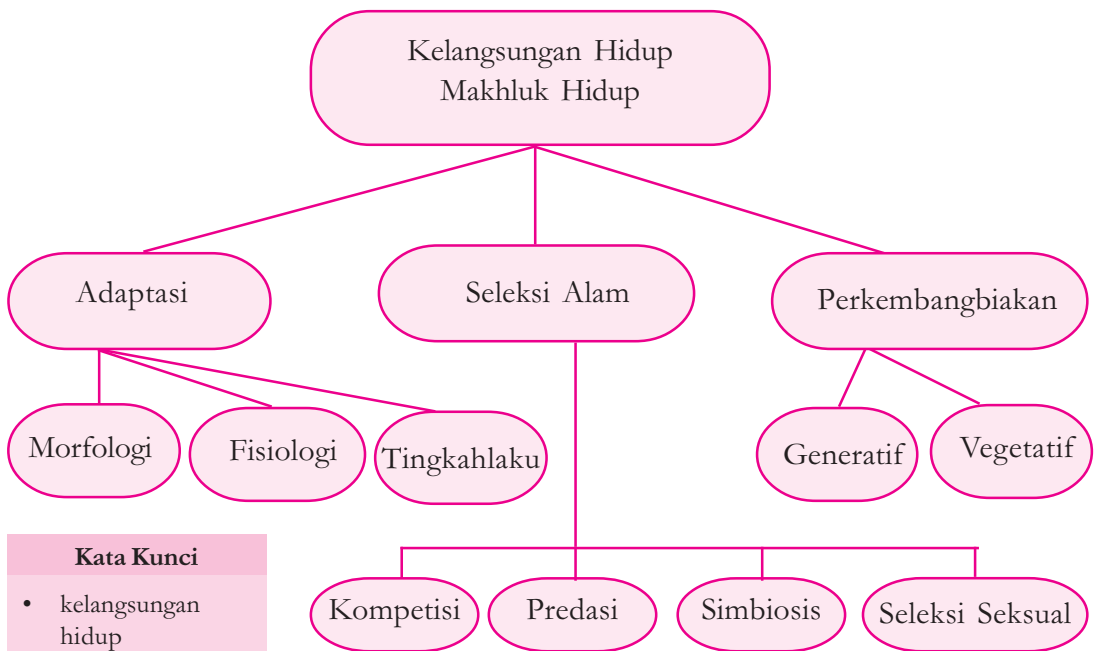 Kelangsungan Hidup
Makhluk Hidup
Adaptasi
Seleksi Alam
Perkembangbiakan
Morfologi
Fisiologi
Tingkahlaku
Generatif
Vegetatif
Kata Kunci
• kelangsungan
hidup
Kompetisi
Predasi
Simbiosis
Seleksi Seksual